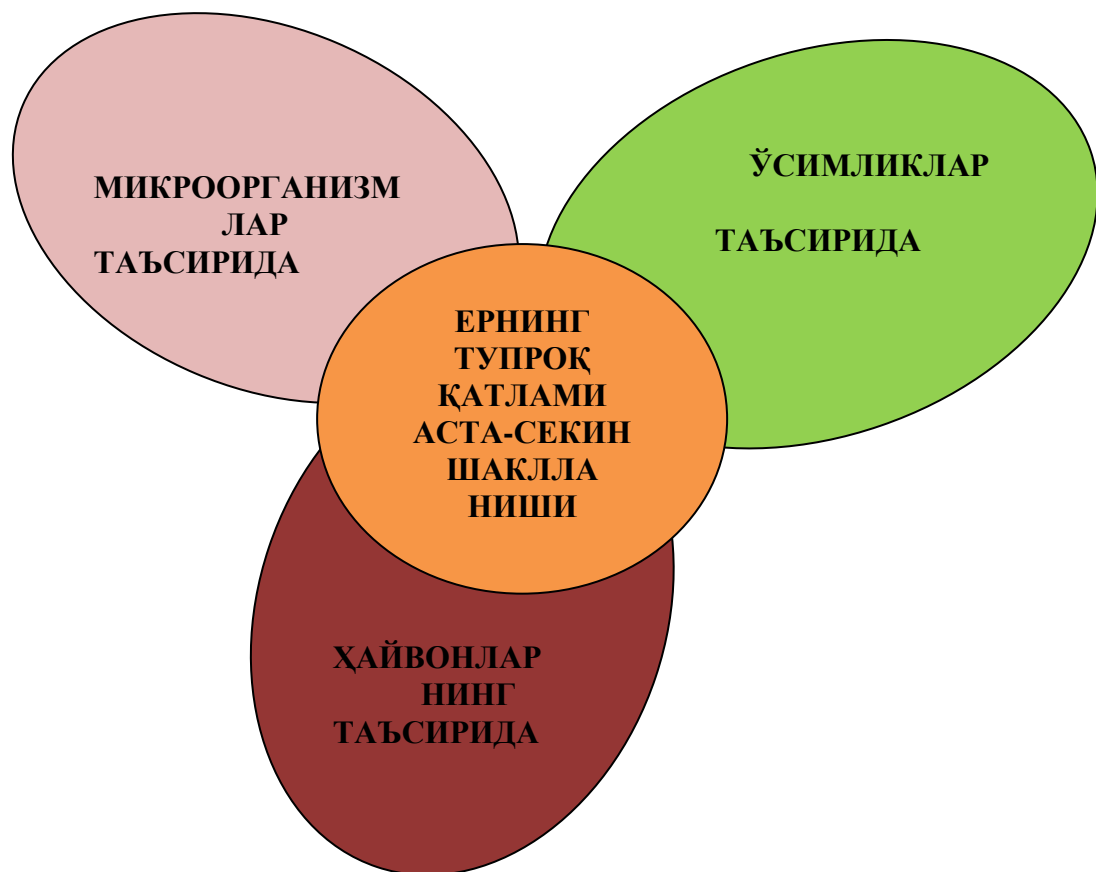 МИКРООРГАНИЗМ
ЛАР
ТАЪСИРИДА
ЎСИМЛИКЛАР
ТАЪСИРИДА
ЕРНИНГ
ТУПРОҚ
ҚАТЛАМИ
АСТА-СЕКИН
ШАКЛЛА
НИШИ
ҲАЙВОНЛАР
НИНГ
ТАЪСИРИДА